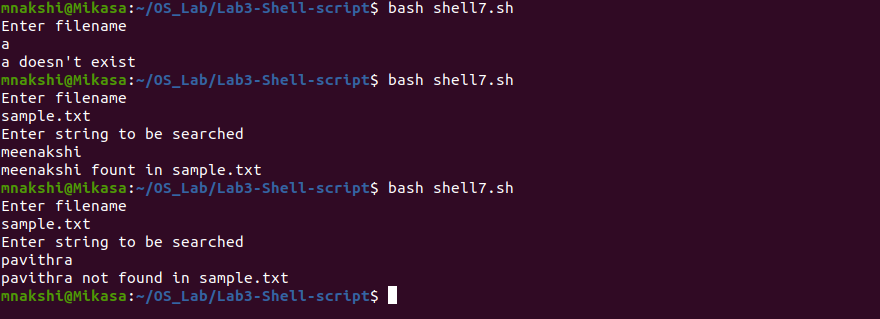 mnakshi@Mikasa:~/OS_Lab/Lab3-Shell-script$ bash shell7.sh
Enter filename
a
a doesn't exist
mnakshi@Mikasa:~/OS_Lab/Lab3-Shell-script$ bash shell7.sh
Enter filename
sample.txt
Enter string to be searched
meenakshi
meenakshi fount in sample.txt
mnakshi@Mikasa:~/OS_Lab/Lab3-Shell-script$ bash shell7.sh
Enter filename
sample.txt
Enter string to be searched
pavithra
pavithra not found in sample.txt
mnakshi@Mikasa:~/OS_Lab/Lab3-Shell-script$